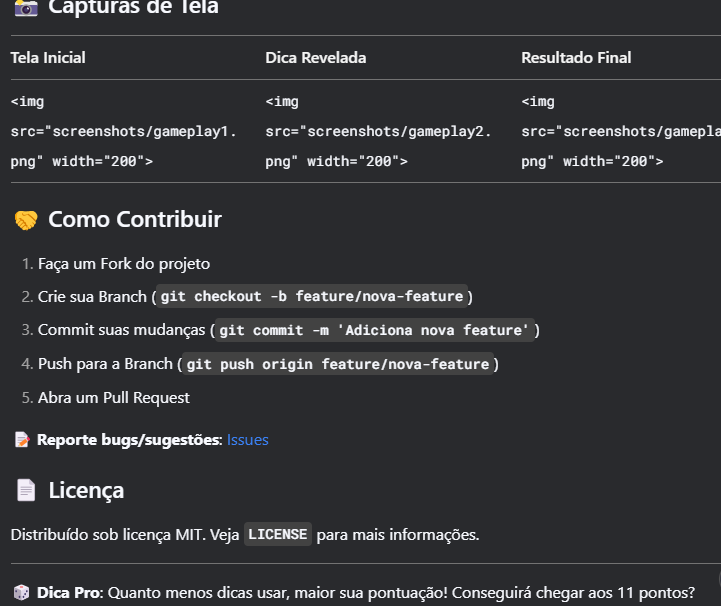 📸 Capturas de Tela
Tela Inicial Dica Revelada Resultado Final
<img <img <img
src="screenshots/gameplay1. src="screenshots/gameplay2. src="screenshots/gamepla
png" width="200"> png" width="200"> png" width="200">
🤝 Como Contribuir
1. Faça um Fork do projeto
2. Crie sua Branch (git checkout -b feature/nova-feature)
3. Commit suas mudanças (git commit -m 'Adiciona nova feature')
4. Push para a Branch (git push origin feature/nova-feature)
5. Abra um Pull Request
📝 Reporte bugs/sugestões: Issues
📄 Licença
Distribuído sob licença MIT. Veja LICENSE para mais informações.
🎲 Dica Pro: Quanto menos dicas usar, maior sua pontuação! Conseguirá chegar aos 11 pontos?